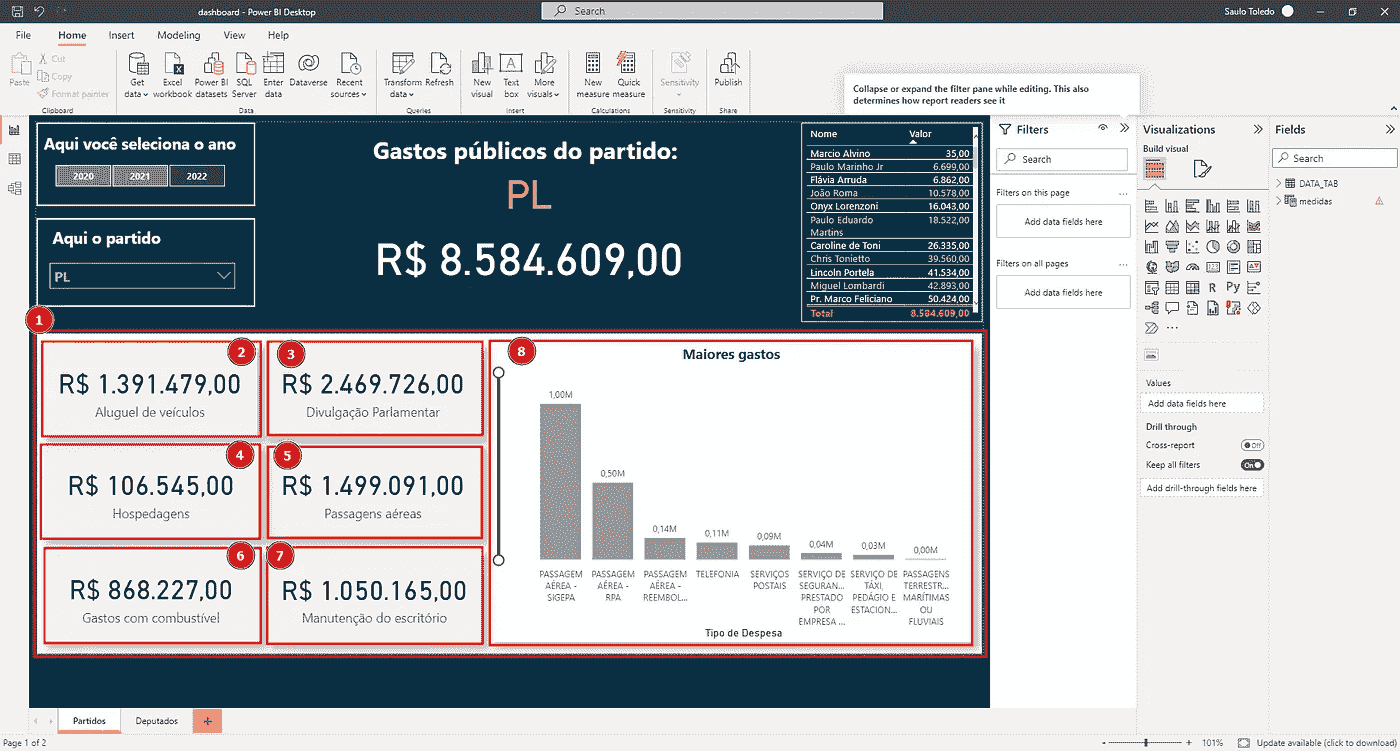 dashboard - Power BI Desktop
Search
Saulo Toledo
File Home Insert Modeling View Help
Paste
Cut
Copy
Format painter
Clipboard
Get data
Excel workbook
Power BI datasets
SQL Server
Enter data
Dataverse
Recent sources
Data
Transform data
Refresh
Queries
New visual
Text box
More visuals
Insert
New measure
Quick measure
Calculations
Sensitivity
Sensitivity
Publish
Share
Collapse or expand the filter pane while editing. This also
determines how report readers see it
Aqui você seleciona o ano
2020 2021 2022
Aqui o partido
PL
Gastos públicos do partido:
PL
R$ 8.584.609,00
Nome Valor
Marcio Alvino 35,00
Paulo Marinho Jr 6.699,00
Flávia Arruda 6.862,00
João Roma 10.578,00
Onyx Lorenzoni 16.043,00
Paulo Eduardo Martins 18.522,00
Caroline de Toni 26.335,00
Chris Tonietto 39.560,00
Lincoln Portela 41.534,00
Miguel Lombardi 42.893,00
Pr. Marco Feliciano 50.424,00
Total 8.584.609,00
1
2
R$ 1.391.479,00
Aluguel de veículos
3
R$ 2.469.726,00
Divulgação Parlamentar
4
R$ 106.545,00
Hospedagens
5
R$ 1.499.091,00
Passagens aéreas
6
R$ 868.227,00
Gastos com combustível
7
R$ 1.050.165,00
Manutenção do escritório
8
Maiores gastos
1,00M
0,50M
0,14M
0,11M
0,09M
0,04M
0,03M
0,00M
PASSAGEM AÉREA - SIGEPA
PASSAGEM AÉREA - RPA
PASSAGEM AÉREA - REEMBOL...
TELEFONIA
SERVIÇOS POSTAIS
SERVIÇO DE SEGURAN... PRESTADO POR EMPRESA ...
SERVIÇO DE TÁXI, PEDÁGIO E ESTACION...
PASSAGENS TERRESTR... MARÍTIMAS OU FLUVIAIS
Tipo de Despesa
Filters
Search
Filters on this page
...
Add data fields here
Filters on all pages
...
Add data fields here
Visualizations
Build visual
R
Py
...
Values
Add data fields here
Drill through
Cross-report
Off
Keep all filters
On
Add drill-through fields here
Fields
Search
DATA_TAB
medidas
Partidos
Deputados
+
Page 1 of 2
- + 101%
Update available (click to download)